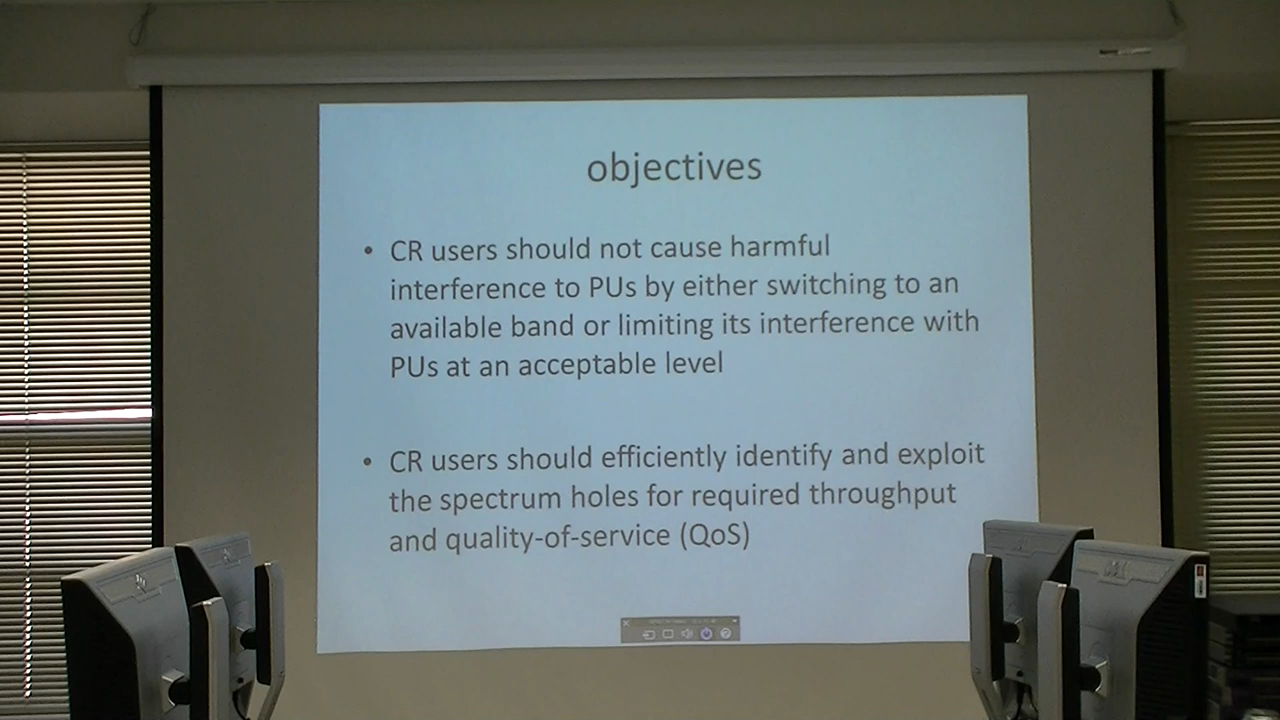 objectives
• CR users should not cause harmful
interference to PUs by either switching to an
available band or limiting its interference with
PUs at an acceptable level
• CR users should efficiently identify and exploit
the spectrum holes for required throughput
and quality-of-service (QoS)